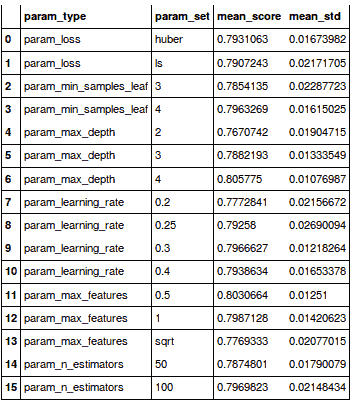 param_type param_set mean_score mean_std
0 param_loss huber 0.7931063 0.01673982
1 param_loss ls 0.7907243 0.02171705
2 param_min_samples_leaf 3 0.7854135 0.02287723
3 param_min_samples_leaf 4 0.7963269 0.01615025
4 param_max_depth 2 0.7670742 0.01904715
5 param_max_depth 3 0.7882193 0.01333549
6 param_max_depth 4 0.805775 0.01076987
7 param_learning_rate 0.2 0.7772841 0.02156672
8 param_learning_rate 0.25 0.79258 0.02690094
9 param_learning_rate 0.3 0.7966627 0.01218264
10 param_learning_rate 0.4 0.7938634 0.01653378
11 param_max_features 0.5 0.8030664 0.01251
12 param_max_features 1 0.7987128 0.01420623
13 param_max_features sqrt 0.7769333 0.02077015
14 param_n_estimators 50 0.7874801 0.01790079
15 param_n_estimators 100 0.7969823 0.02148434